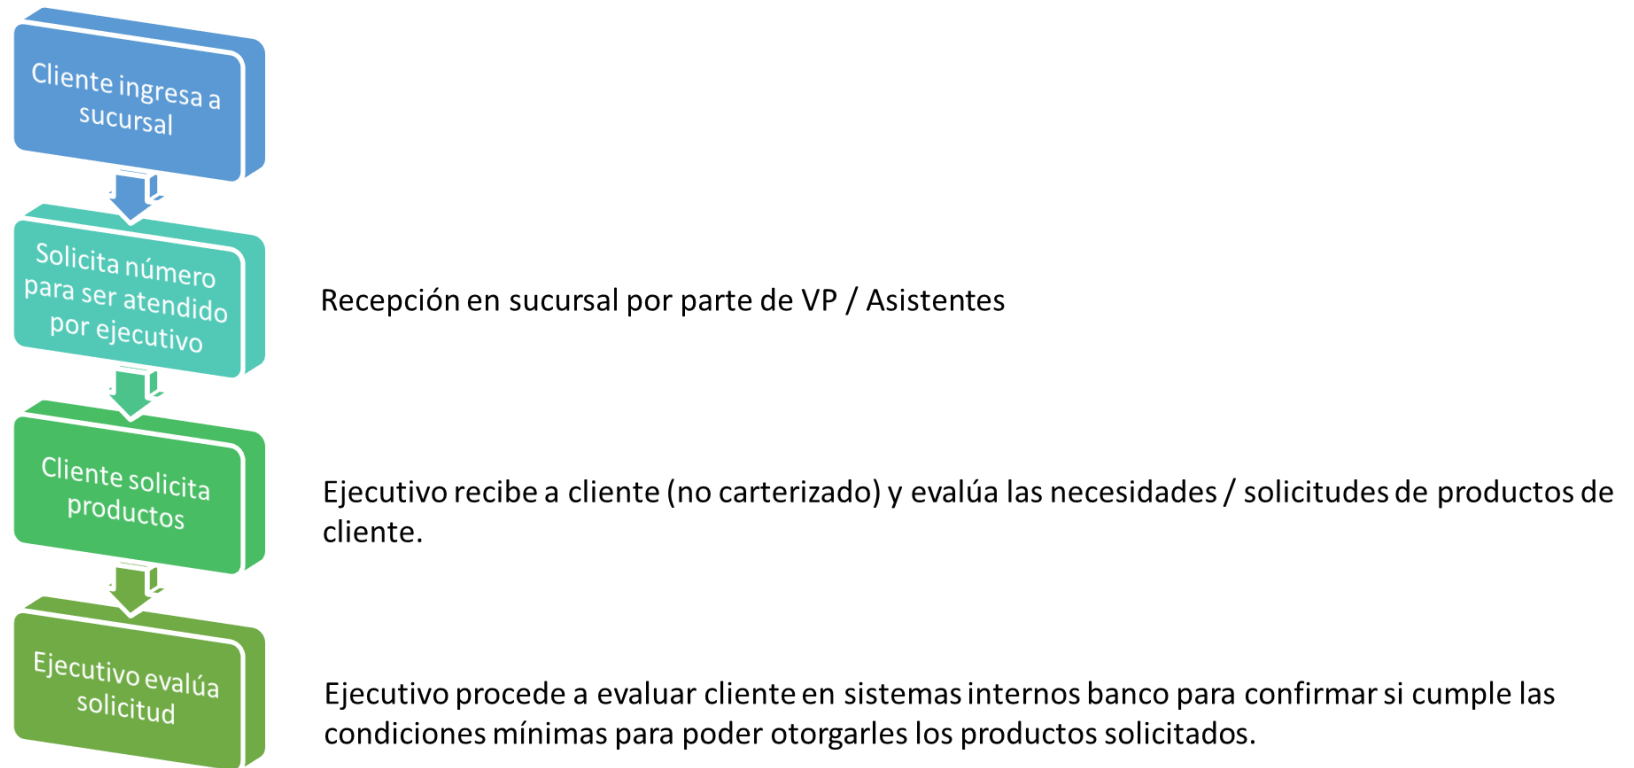 Cliente ingresa a
sucursal
Solicita número
para ser atendido
por ejecutivo
Recepción en sucursal por parte de VP / Asistentes
Cliente solicita
productos
Ejecutivo recibe a cliente (no carterizado) y evalúa las necesidades / solicitudes de productos de
cliente.
Ejecutivo evalúa
solicitud
Ejecutivo procede a evaluar cliente en sistemas internos banco para confirmar si cumple las
condiciones mínimas para poder otorgarles los productos solicitados.